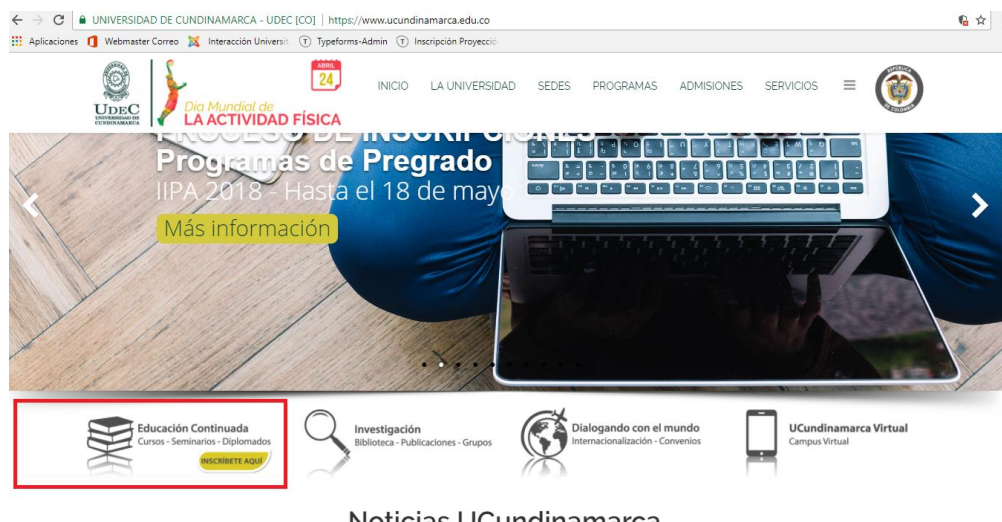 UNIVERSIDAD DE CUNDINAMARCA - UDEC [CO] | https://www.ucundinamarca.edu.co
Aplicaciones Webmaster Correo Interacción Universit Typeforms-Admin Inscripción Proyecció
UDEC
UNIVERSIDAD DE
CUNDINAMARCA
Día Mundial de
LA ACTIVIDAD FÍSICA
ABRIL
24
INICIO LA UNIVERSIDAD SEDES PROGRAMAS ADMISIONES SERVICIOS
PROCESO DE INSCRIPCIONES
Programas de Pregrado
IIPA 2018 - Hasta el 18 de mayo
Más información
Educación Continuada
Cursos - Seminarios - Diplomados
INSCRÍBETE AQUÍ
Investigación
Biblioteca - Publicaciones - Grupos
Dialogando con el mundo
Internacionalización - Convenios
UCundinamarca Virtual
Campus Virtual
Noticias UCundinamarca